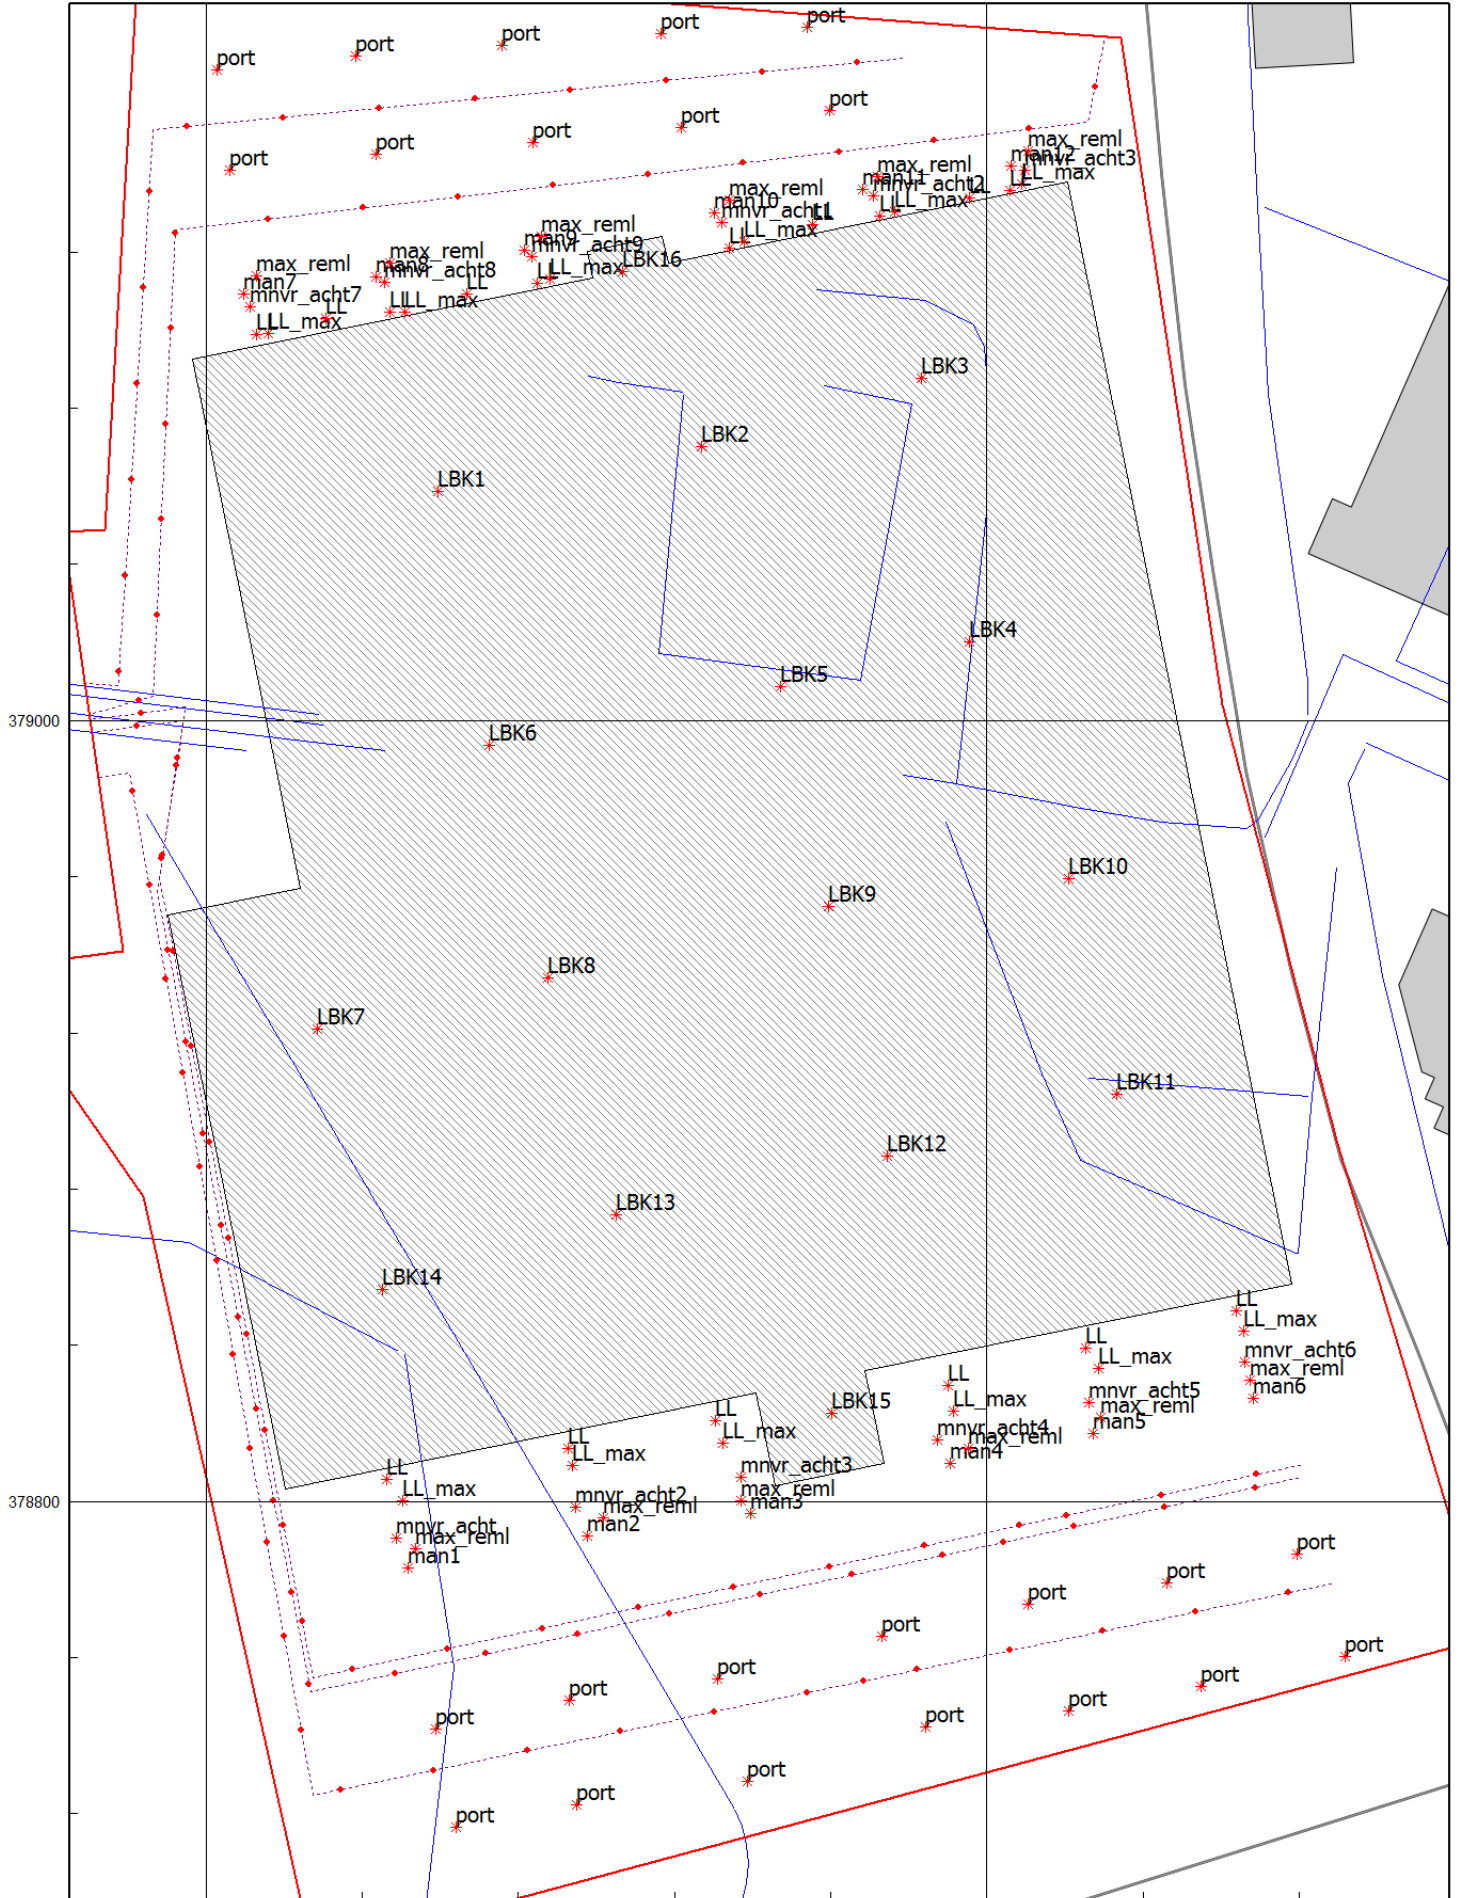 port
port
port
port
port
port
port
port
port
port
max_reml
man12
mnvr_acht3
LL_max
LL
max_reml
man11
mnvr_acht2
LL
LL_max
LL
max_reml
man10
mnvr_acht1
LL
LL_max
LL
max_reml
man9
mnvr_acht9
LL
LL_max
LBK16
max_reml
man8
mnvr_acht8
LL
LL_max
LL
max_reml
man7
mnvr_acht7
LL
LL_max
LL
LBK3
LBK2
LBK1
LBK4
LBK5
379000
LBK6
LBK10
LBK9
LBK8
LBK7
LBK11
LBK12
LBK13
LBK14
LL
LL_max
mnvr_acht6
max_reml
man6
LL
LL_max
mnvr_acht5
max_reml
man5
LL
LL_max
mnvr_acht4
max_reml
man4
LBK15
LL
LL_max
mnvr_acht3
max_reml
man3
LL
LL_max
mnvr_acht2
max_reml
man2
LL
LL_max
mnvr_acht
max_reml
man1
378800
port
port
port
port
port
port
port
port
port
port
port
port
port
port